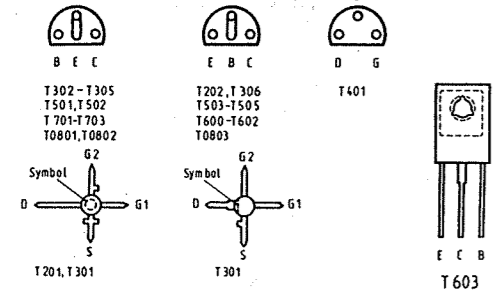 B E C
E B C
D G
T302-T305
T501,T502
T701-T703
T0801,T0802
T202,T306
T503-T505
T600-T602
T0803
T401
G2
Symbol
D
G1
S
T201,T301
G2
Symbol
D
G1
S
T301
E C B
T603